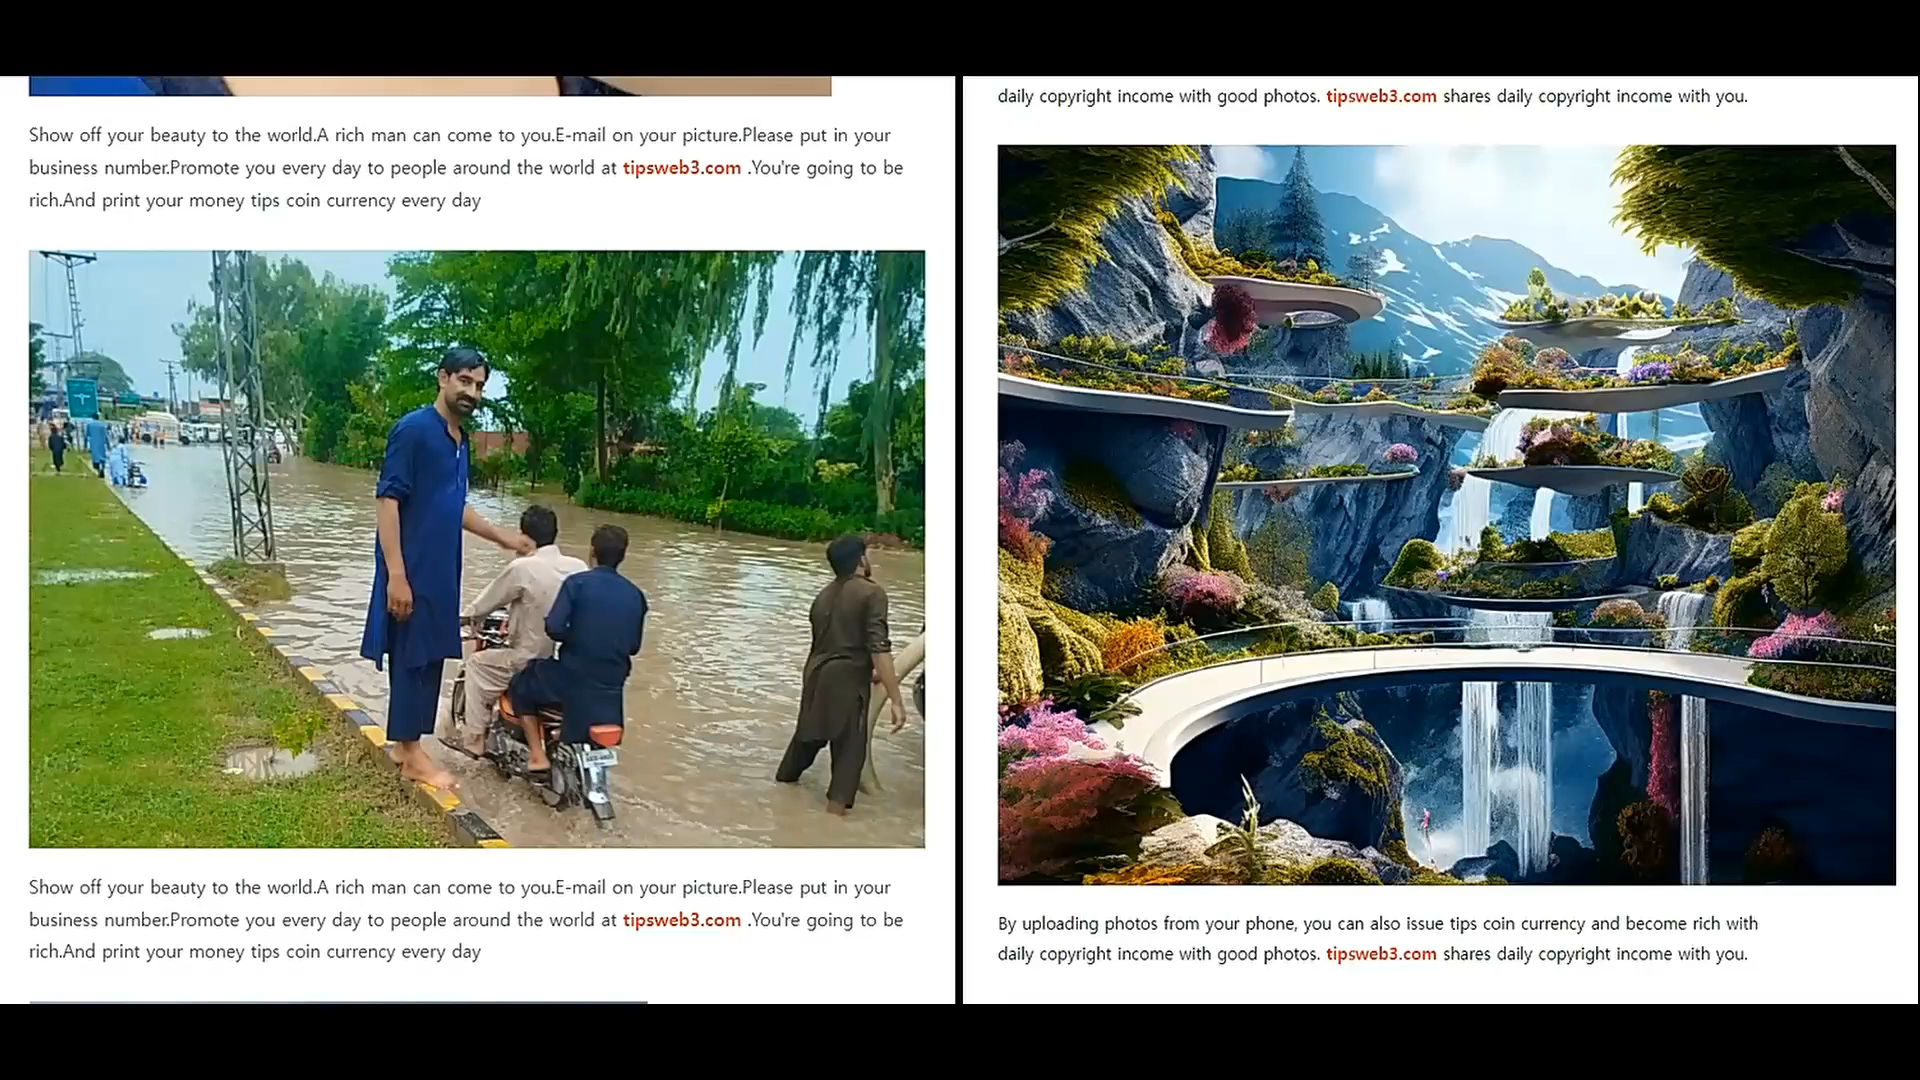 Show off your beauty to the world.A rich man can come to you.E-mail on your picture.Please put in your
business number.Promote you every day to people around the world at tipsweb3.com .You're going to be
rich.And print your money tips coin currency every day
Show off your beauty to the world.A rich man can come to you.E-mail on your picture.Please put in your
business number.Promote you every day to people around the world at tipsweb3.com .You're going to be
rich.And print your money tips coin currency every day
daily copyright income with good photos. tipsweb3.com shares daily copyright income with you.
By uploading photos from your phone, you can also issue tips coin currency and become rich with
daily copyright income with good photos. tipsweb3.com shares daily copyright income with you.